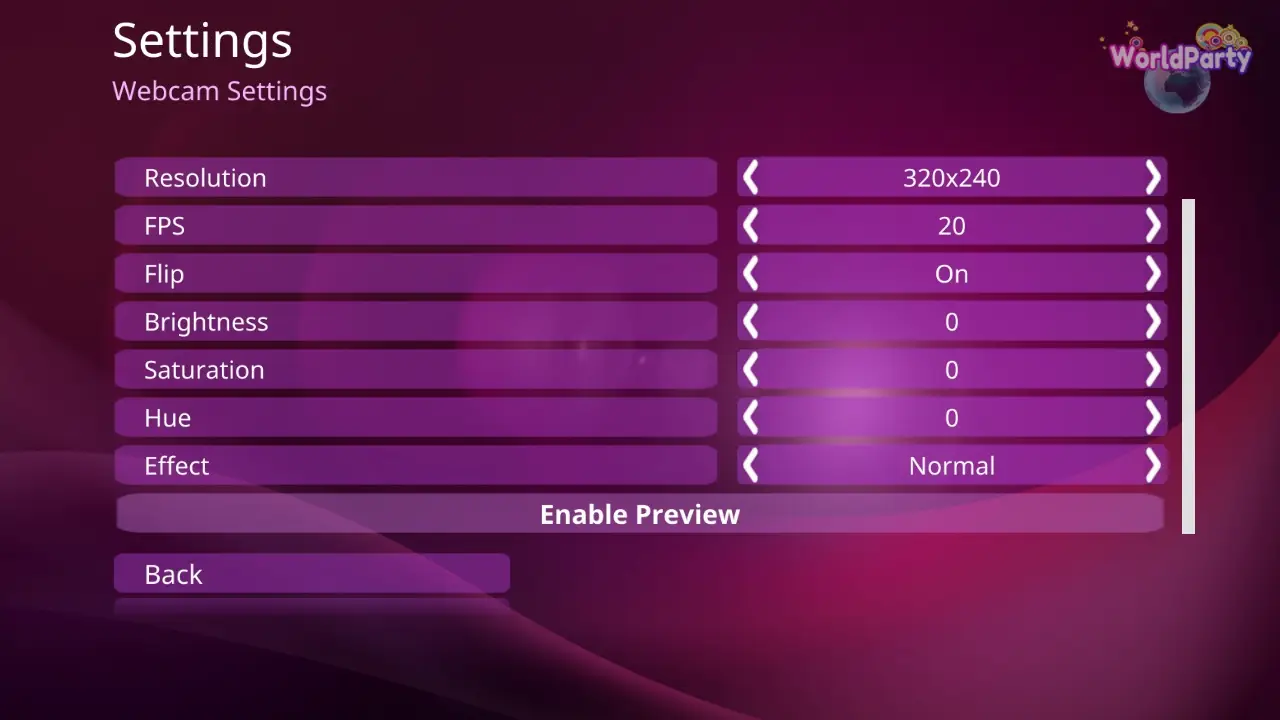 Settings
WorldParty
Webcam Settings
Resolution 320x240
FPS 20
Flip On
Brightness 0
Saturation 0
Hue 0
Effect Normal
Enable Preview
Back